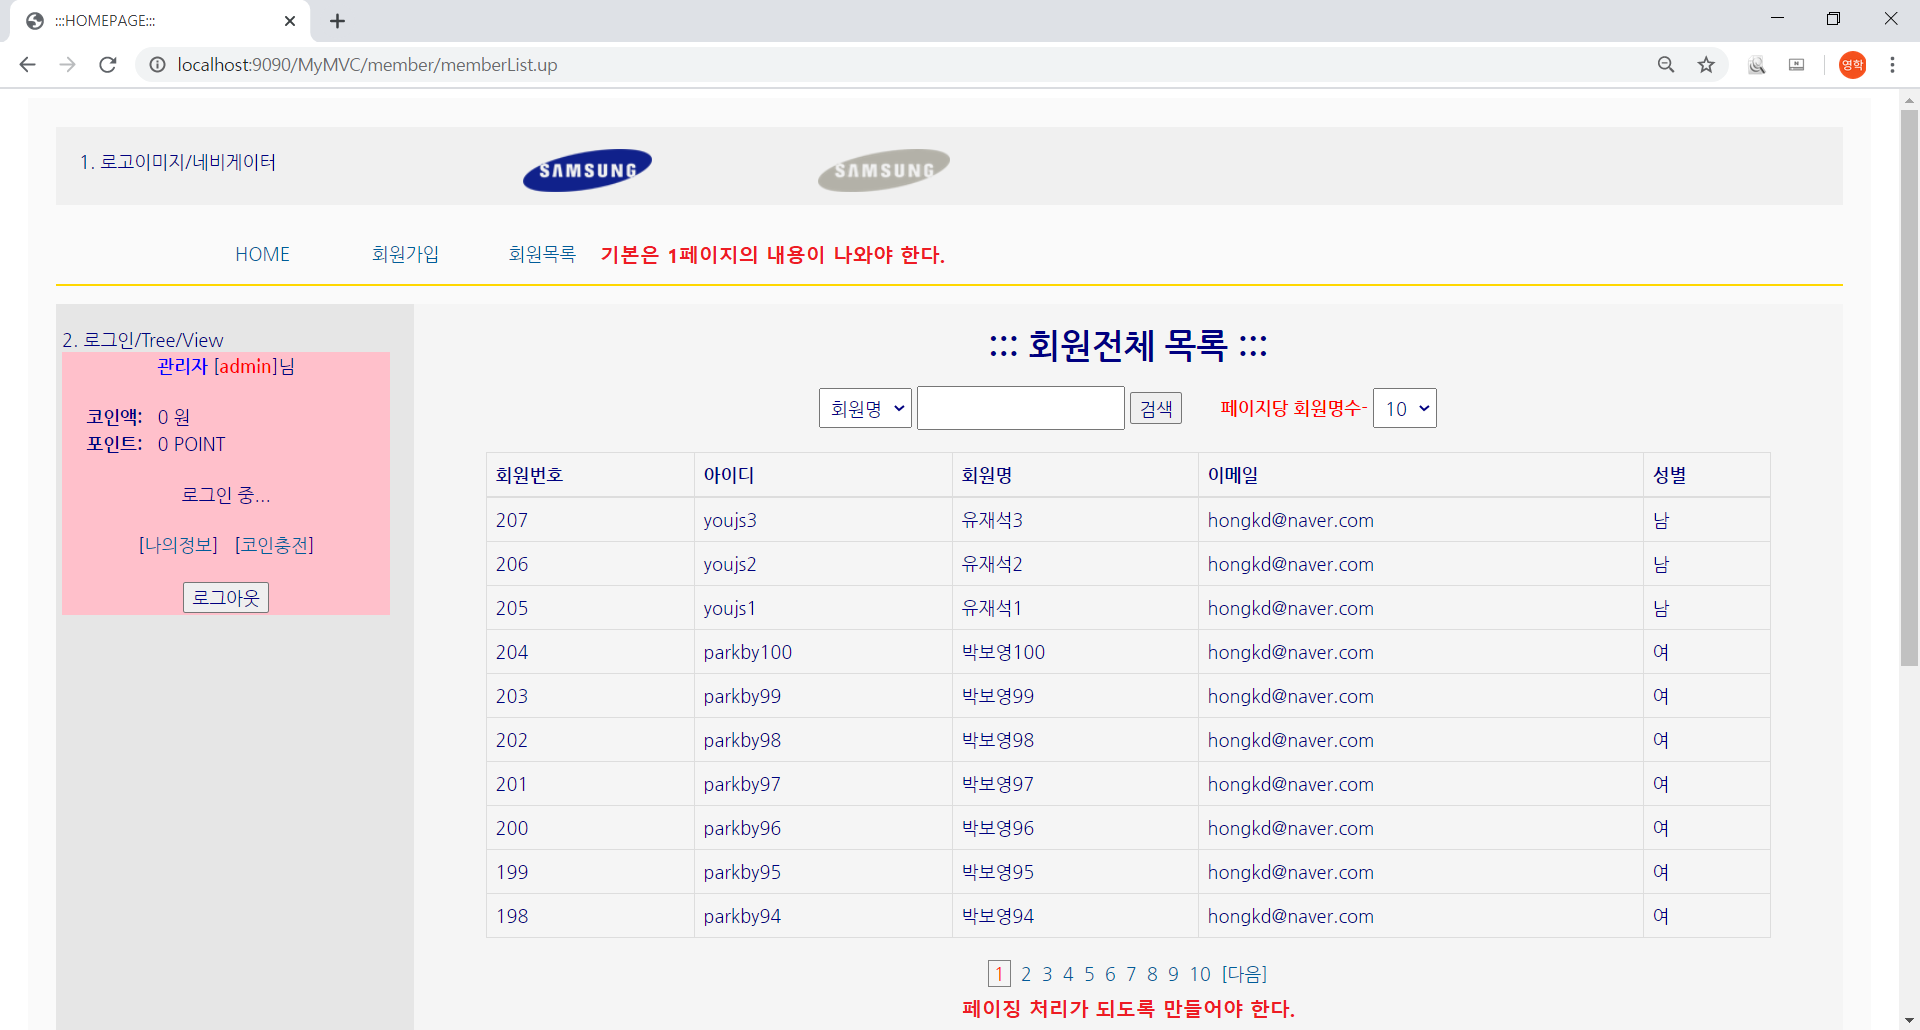 :::HOMEPAGE:::
localhost:9090/MyMVC/member/memberList.up
영학
1. 로고이미지/네비게이터
SAMSUNG SAMSUNG
HOME 회원가입 회원목록 기본은 1페이지의 내용이 나와야 한다.
2. 로그인/Tree/View
관리자 [admin]님
코인액: 0 원
포인트: 0 POINT
로그인 중...
[나의정보] [코인충전]
로그아웃
::: 회원전체 목록 :::
회원명 검색 페이지당 회원명수- 10
회원번호 아이디 회원명 이메일 성별
207 youjs3 유재석3 hongkd@naver.com 남
206 youjs2 유재석2 hongkd@naver.com 남
205 youjs1 유재석1 hongkd@naver.com 남
204 parkby100 박보영100 hongkd@naver.com 여
203 parkby99 박보영99 hongkd@naver.com 여
202 parkby98 박보영98 hongkd@naver.com 여
201 parkby97 박보영97 hongkd@naver.com 여
200 parkby96 박보영96 hongkd@naver.com 여
199 parkby95 박보영95 hongkd@naver.com 여
198 parkby94 박보영94 hongkd@naver.com 여
1 2 3 4 5 6 7 8 9 10 [다음]
페이징 처리가 되도록 만들어야 한다.